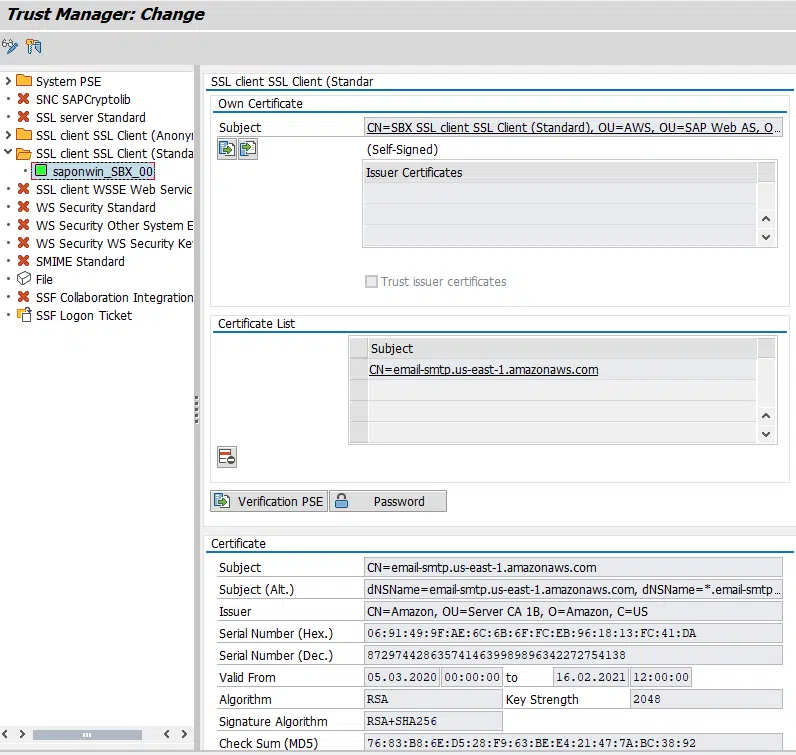 Trust Manager: Change
System PSE
SNC SAPCryptolib
SSL server Standard
SSL client SSL Client (Anony
SSL client SSL Client (Standa
saponwin_SBX_00
SSL client WSSE Web Servic
WS Security Standard
WS Security Other System E
WS Security WS Security Ke
SMIME Standard
File
SSF Collaboration Integration
SSF Logon Ticket
SSL client SSL Client (Standar
Own Certificate
Subject CN=SBX SSL client SSL Client (Standard), OU=AWS, OU=SAP Web AS, O...
(Self-Signed)
Issuer Certificates
Trust issuer certificates
Certificate List
Subject
CN=email-smtp.us-east-1.amazonaws.com
Verification PSE Password
Certificate
Subject CN=email-smtp.us-east-1.amazonaws.com
Subject (Alt.) dNSName=email-smtp.us-east-1.amazonaws.com, dNSName=*.email-smtp...
Issuer CN=Amazon, OU=Server CA 1B, O=Amazon, C=US
Serial Number (Hex.) 06:91:49:9F:AE:6C:6B:6F:FC:EB:96:18:13:FC:41:DA
Serial Number (Dec.) 8729744286357414639989896342272754138
Valid From 05.03.2020 00:00:00 to 16.02.2021 12:00:00
Algorithm RSA Key Strength 2048
Signature Algorithm RSA+SHA256
Check Sum (MD5) 76:83:B8:6E:D5:28:F9:63:BE:E4:21:47:7A:BC:38:92